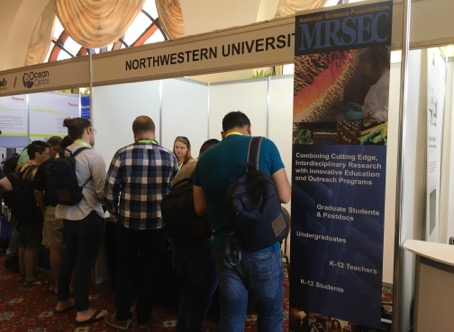 Ocean
Optics
NORTHWESTERN UNIVERSI
National Science Foundation
MRSEC
Combining Cutting Edge,
Interdisciplinary Research
with Innovative Education
and Outreach Programs
Graduate Students
& Postdocs
Undergraduates
K-12 Teachers
K-12 Students